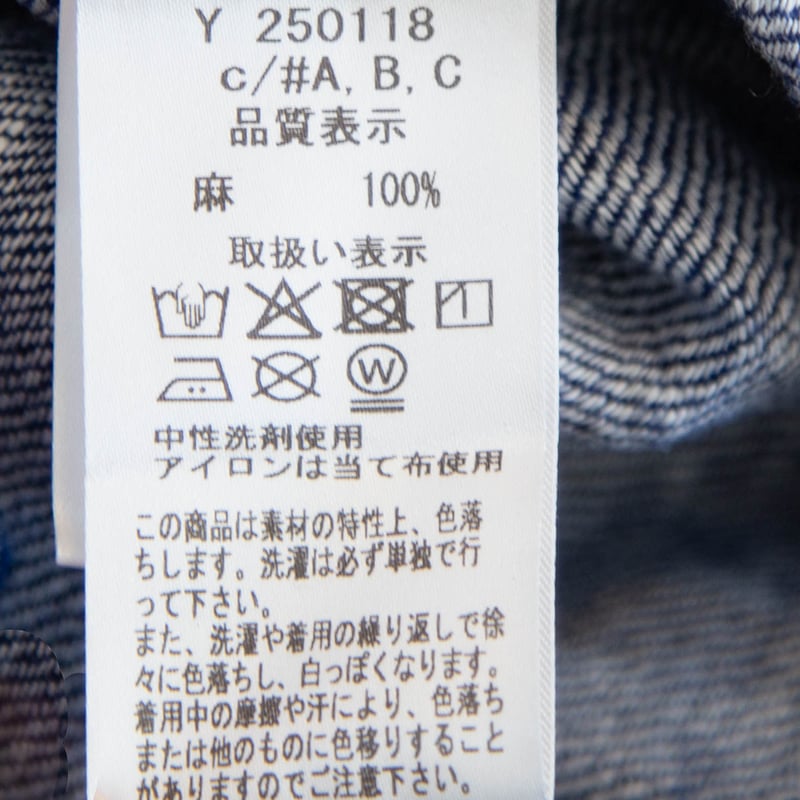 Y 250118
c/#A, B, C
品質表示
麻 100%
取扱い表示
W
中性洗剤使用
アイロンは当て布使用
この商品は素材の特性上、色落
ちします。洗濯は必ず単独で行
って下さい。
また、洗濯や着用の繰り返しで徐
々に色落ちし、白っぽくなります。
着用中の摩擦や汗により、色落ち
または他のものに色移りすること
がありますのでご注意下さい。